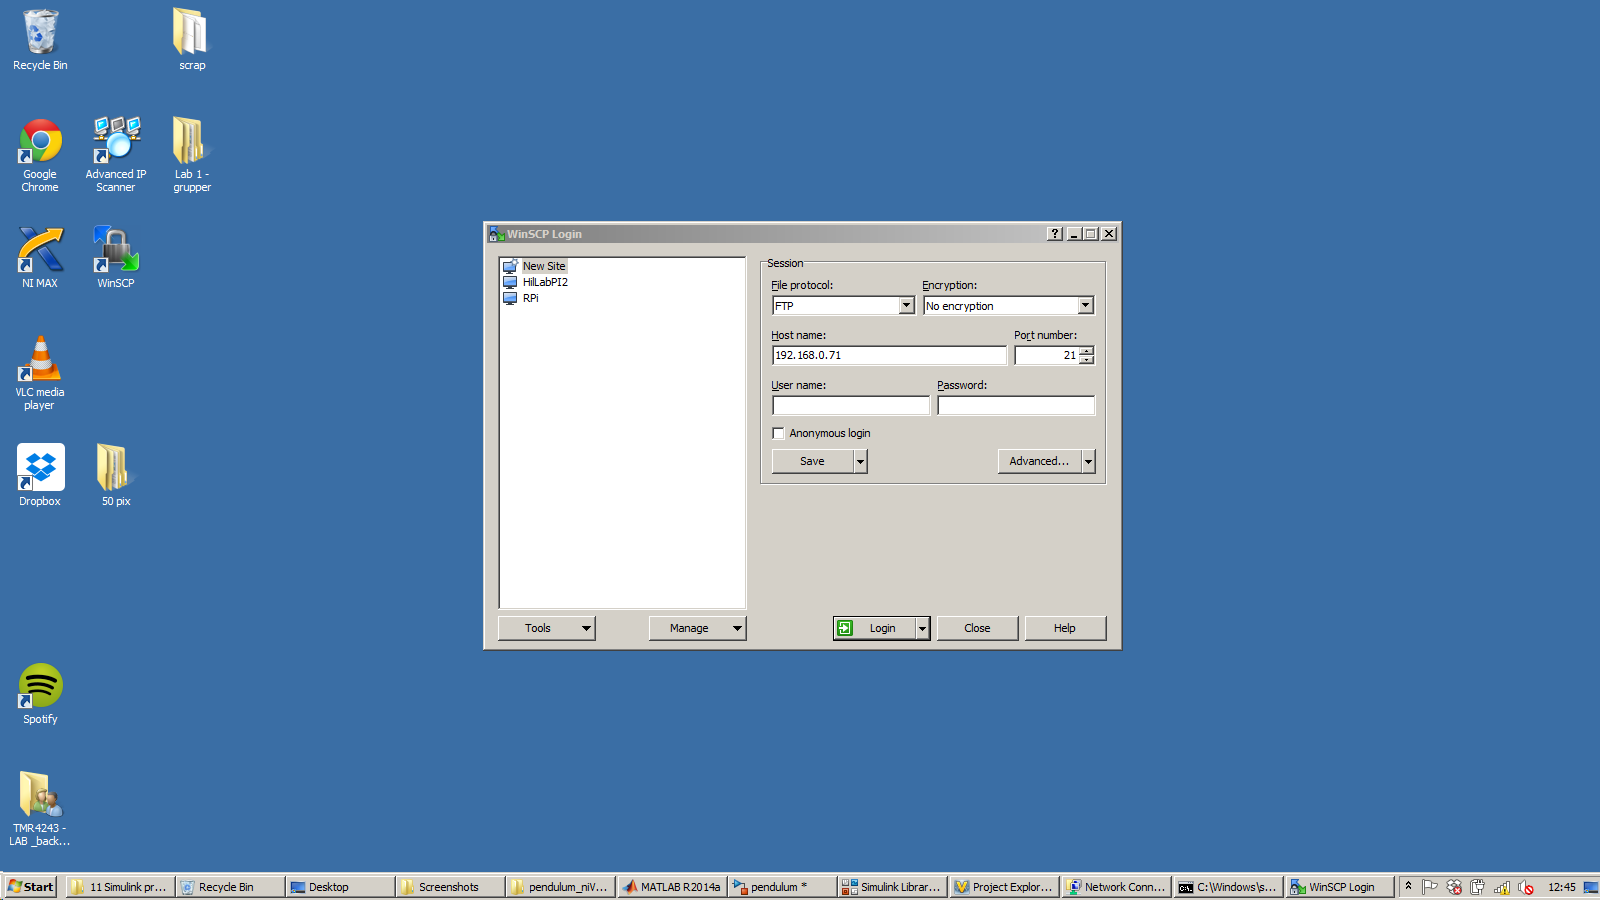 Recycle Bin
scrap
Google
Chrome
Advanced IP
Scanner
Lab 1 -
grupper
NI MAX
WinSCP
VLC media
player
Dropbox
50 pix
Spotify
TMR4243 -
LAB _back...
WinSCP Login
New Site
HilLabPI2
RPi
Session
File protocol:
Encryption:
FTP
No encryption
Host name:
Port number:
192.168.0.71
21
User name:
Password:
Anonymous login
Save
Advanced...
Tools
Manage
Login
Close
Help
Start
11 Simulink pr...
Recycle Bin
Desktop
Screenshots
pendulum_niV...
MATLAB R2014a
pendulum *
Simulink Librar...
Project Explor...
Network Conn...
C:\Windows\s...
WinSCP Login
12:45